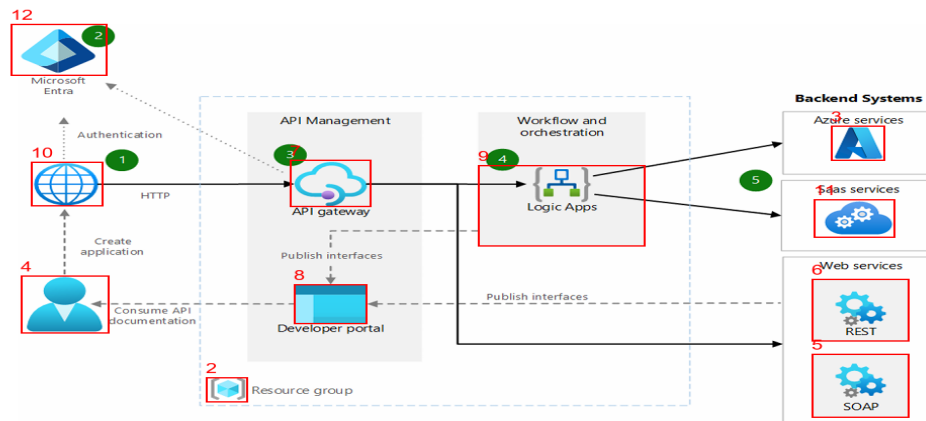 12
2
Microsoft
Entra
Authentication
10
1
HTTP
Create
application
4
Consume API
documentation
API Management
3
API gateway
Publish interfaces
8
Developer portal
2
Resource group
Workflow and
orchestration
9
4
Logic Apps
Publish interfaces
5
Backend Systems
Azure services
3
SaaS services
11
Web services
6
REST
5
SOAP